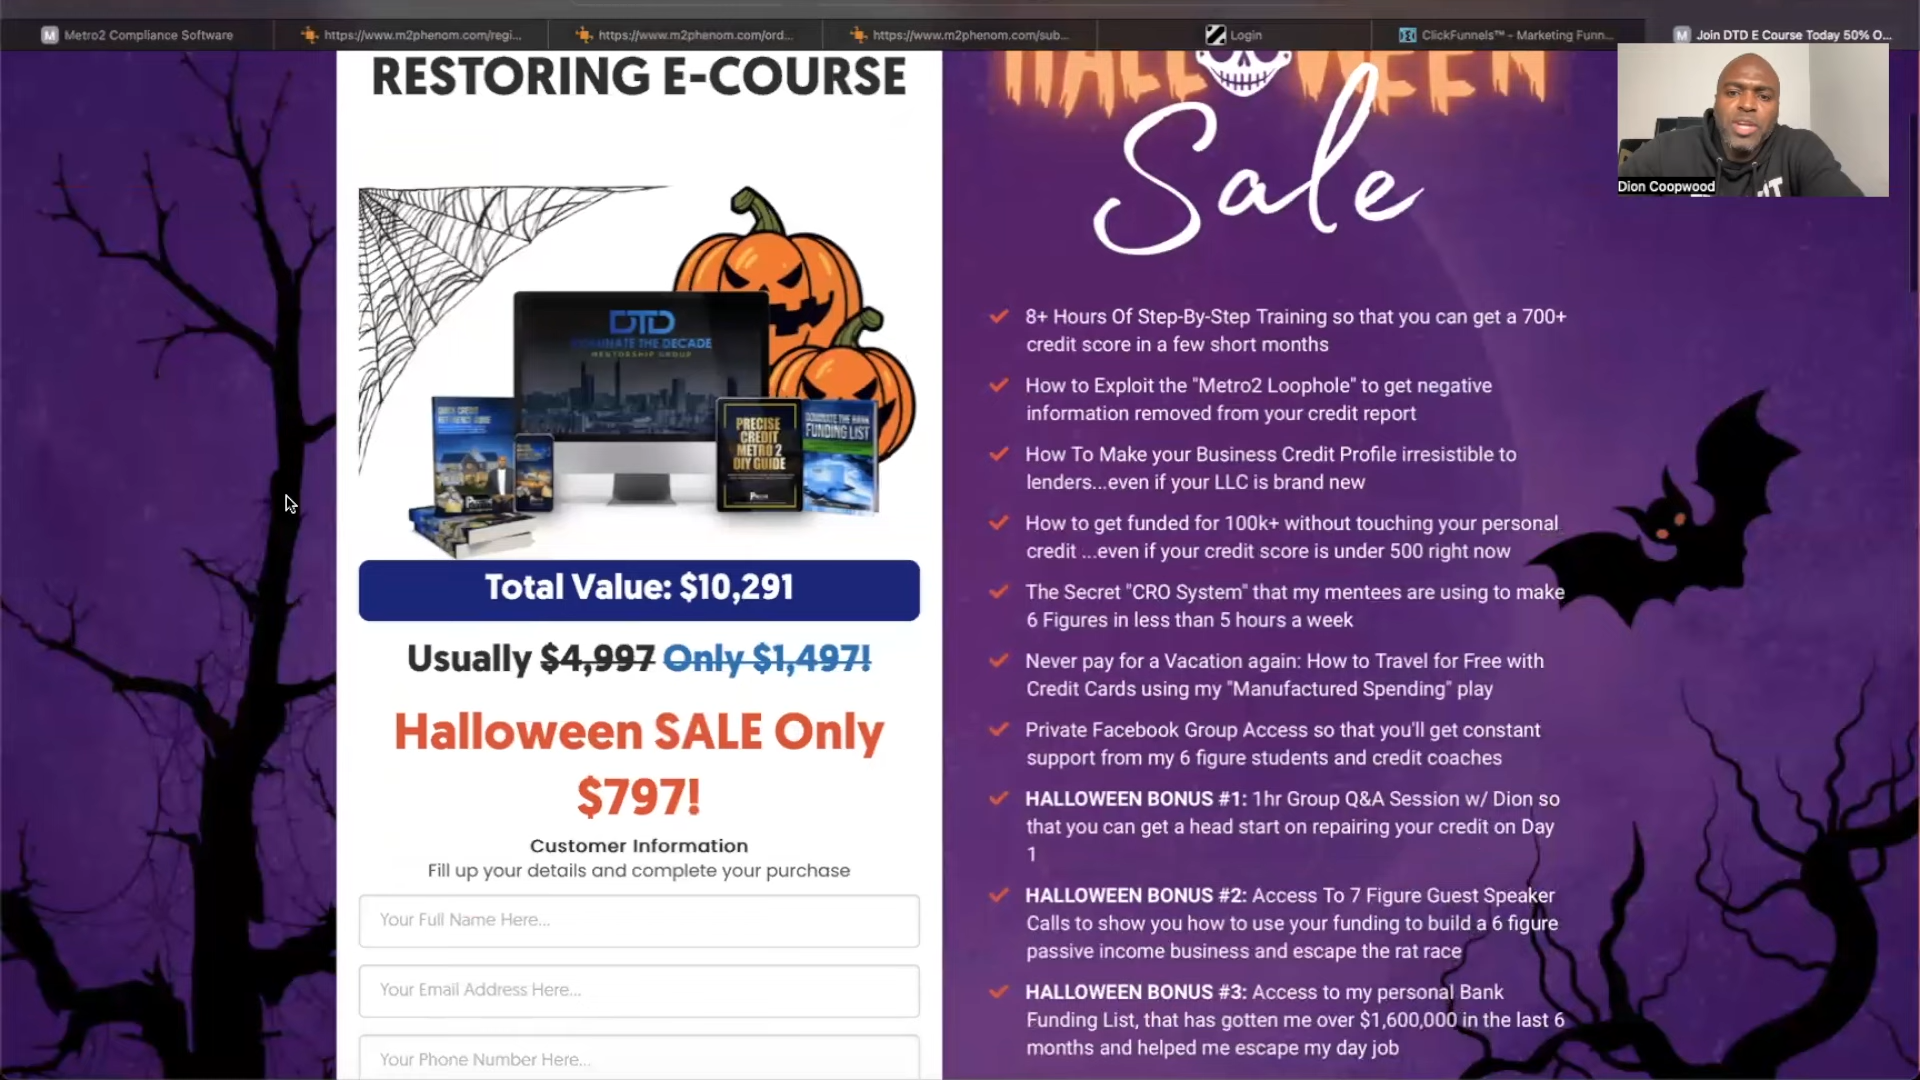 Metro2 Compliance Software
https://www.m2phenom.com/regi...
https://www.m2phenom.com/ord...
https://www.m2phenom.com/sub...
Login
ClickFunnels™ - Marketing Funn...
Join DTD E Course Today 50% O...
RESTORING E-COURSE
DTD
DOMINATE THE DECADE
MENTORSHIP GROUP
QUICK CREDIT
REFERENCE GUIDE
PRECISE
CREDIT
METRO 2
DIY GUIDE
DOMINATE THE BANK
FUNDING LIST
Total Value: $10,291
Usually $4,997 Only $1,497!
Halloween SALE Only
$797!
Customer Information
Fill up your details and complete your purchase
Your Full Name Here...
Your Email Address Here...
Your Phone Number Here...
HALLOWEEN
Sale
Dion Coopwood
8+ Hours Of Step-By-Step Training so that you can get a 700+
credit score in a few short months
How to Exploit the "Metro2 Loophole" to get negative
information removed from your credit report
How To Make your Business Credit Profile irresistible to
lenders...even if your LLC is brand new
How to get funded for 100k+ without touching your personal
credit ...even if your credit score is under 500 right now
The Secret "CRO System" that my mentees are using to make
6 Figures in less than 5 hours a week
Never pay for a Vacation again: How to Travel for Free with
Credit Cards using my "Manufactured Spending" play
Private Facebook Group Access so that you'll get constant
support from my 6 figure students and credit coaches
HALLOWEEN BONUS #1: 1hr Group Q&A Session w/ Dion so
that you can get a head start on repairing your credit on Day
1
HALLOWEEN BONUS #2: Access To 7 Figure Guest Speaker
Calls to show you how to use your funding to build a 6 figure
passive income business and escape the rat race
HALLOWEEN BONUS #3: Access to my personal Bank
Funding List, that has gotten me over $1,600,000 in the last 6
months and helped me escape my day job